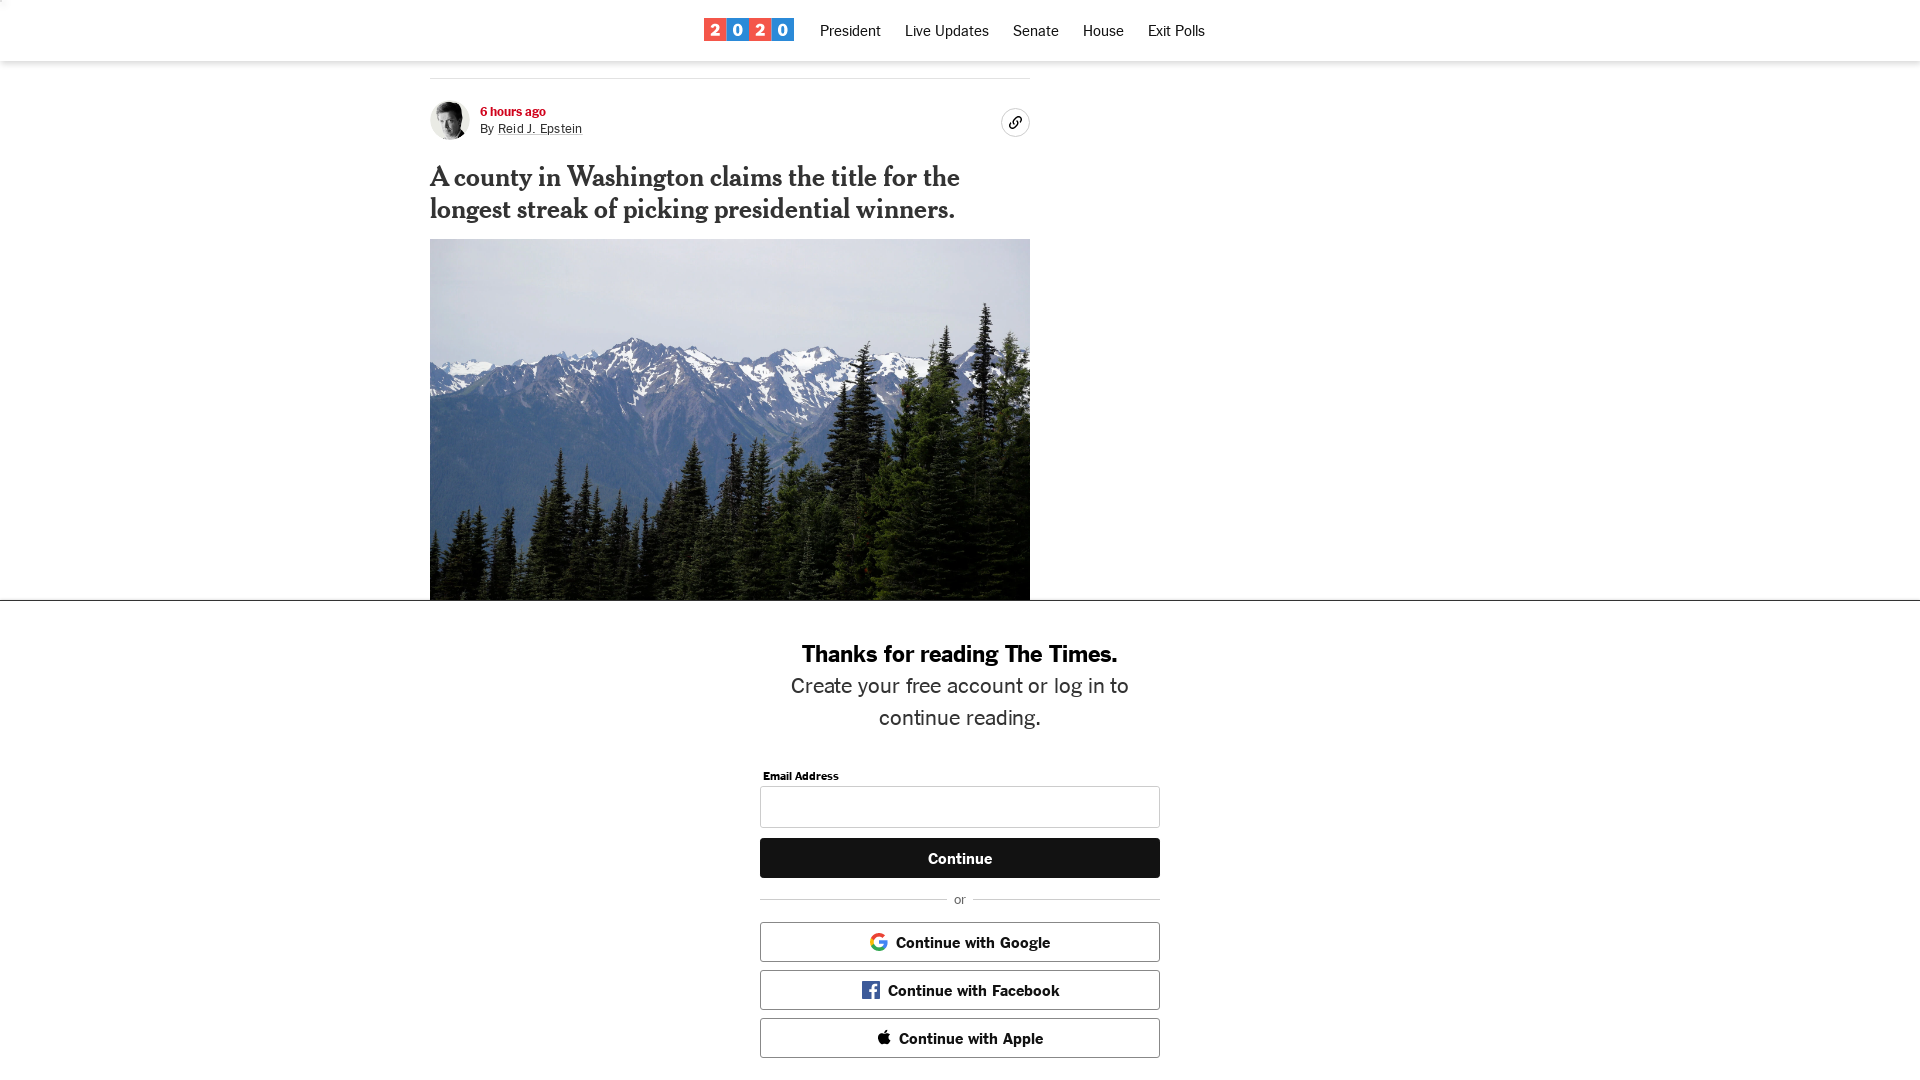 2020 President Live Updates Senate House Exit Polls
6 hours ago
By Reid J. Epstein
A county in Washington claims the title for the
longest streak of picking presidential winners.
Thanks for reading The Times.
Create your free account or log in to
continue reading.
Email Address
Continue
or
Continue with Google
Continue with Facebook
Continue with Apple